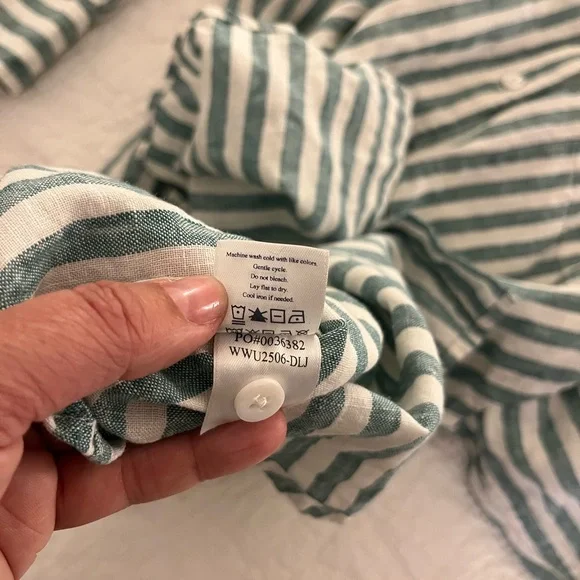 Machine wash cold with like colors.
Gentle cycle.
Do not bleach.
Lay flat to dry.
Cool iron if needed.
PO#0036382
WWU2506-DLJ